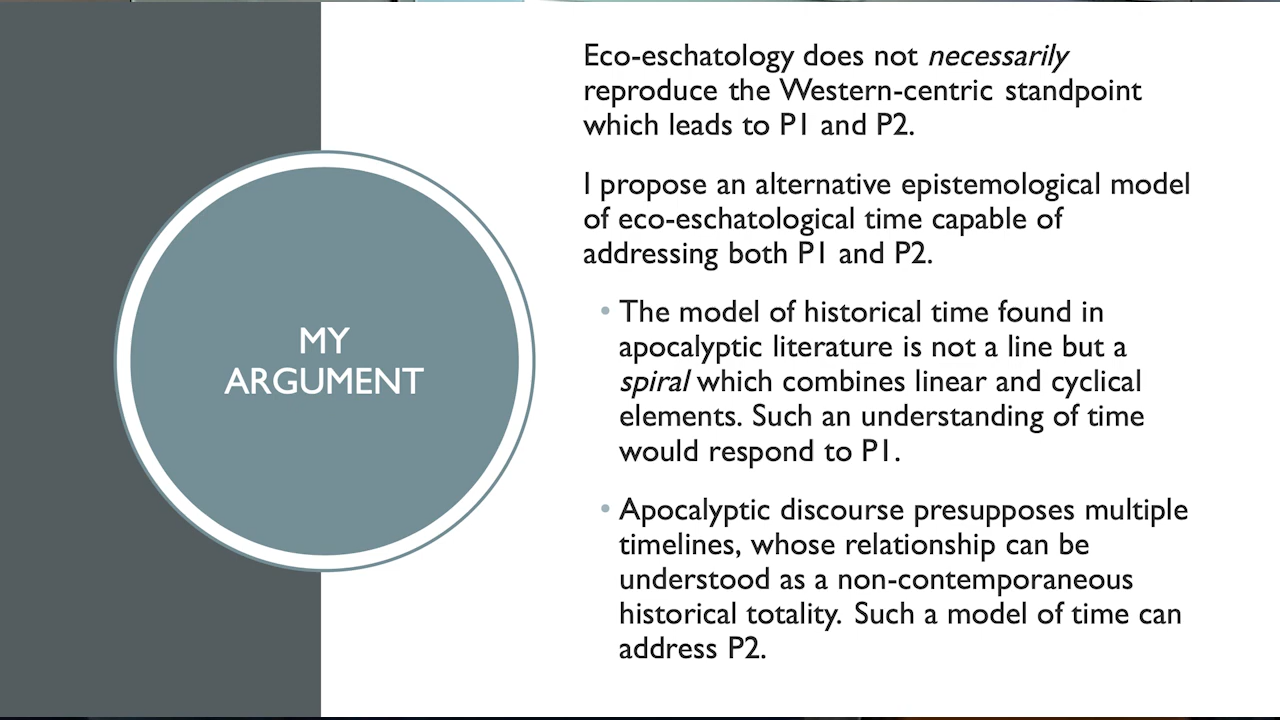 MY
ARGUMENT
Eco-eschatology does not necessarily
reproduce the Western-centric standpoint
which leads to P1 and P2.
I propose an alternative epistemological model
of eco-eschatological time capable of
addressing both P1 and P2.
• The model of historical time found in
apocalyptic literature is not a line but a
spiral which combines linear and cyclical
elements. Such an understanding of time
would respond to P1.
• Apocalyptic discourse presupposes multiple
timelines, whose relationship can be
understood as a non-contemporaneous
historical totality. Such a model of time can
address P2.